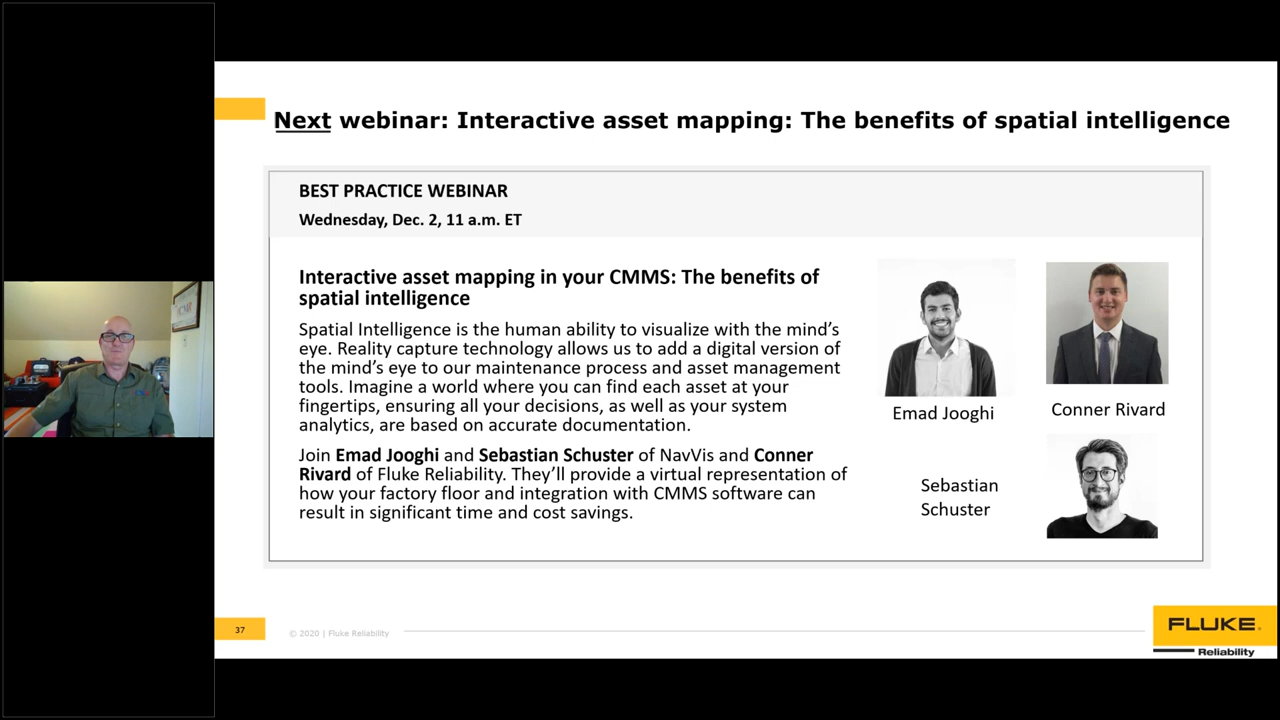 Next webinar: Interactive asset mapping: The benefits of spatial intelligence
BEST PRACTICE WEBINAR
Wednesday, Dec. 2, 11 a.m. ET
Interactive asset mapping in your CMMS: The benefits of
spatial intelligence
Spatial Intelligence is the human ability to visualize with the mind’s
eye. Reality capture technology allows us to add a digital version of
the mind’s eye to our maintenance process and asset management
tools. Imagine a world where you can find each asset at your
fingertips, ensuring all your decisions, as well as your system
analytics, are based on accurate documentation.
Join Emad Jooghi and Sebastian Schuster of NavVis and Conner
Rivard of Fluke Reliability. They’ll provide a virtual representation of
how your factory floor and integration with CMMS software can
result in significant time and cost savings.
Emad Jooghi
Conner Rivard
Sebastian
Schuster
37
© 2020 | Fluke Reliability
FLUKE®
Reliability